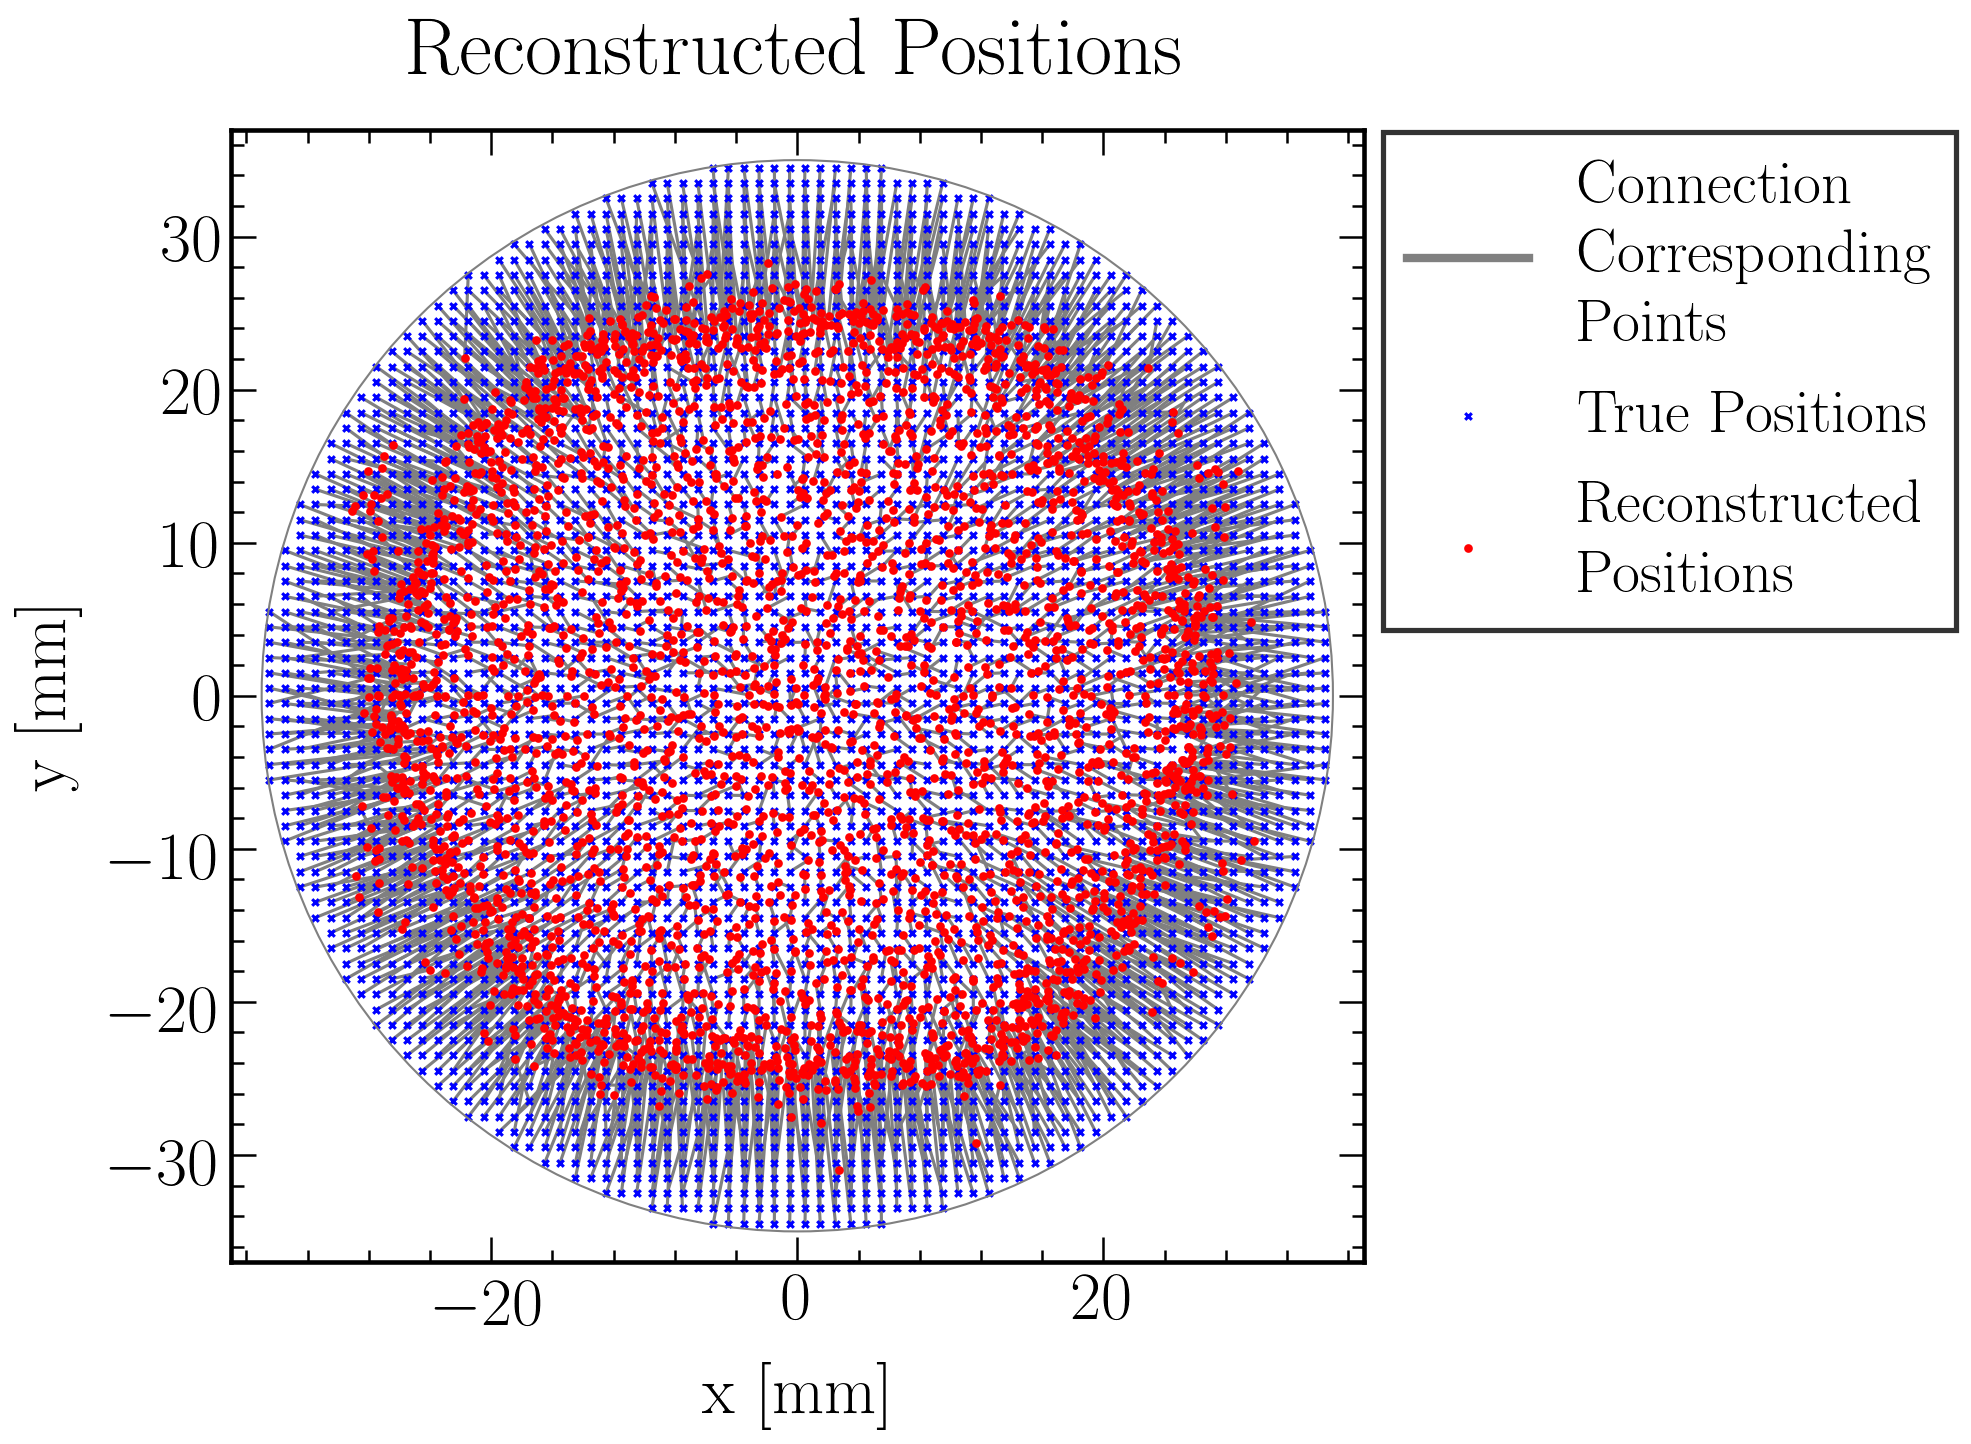 Reconstructed Positions
Connection
Corresponding
Points
True Positions
Reconstructed
Positions
30
20
10
0
−10
−20
−30
y [mm]
−20 0 20
x [mm]